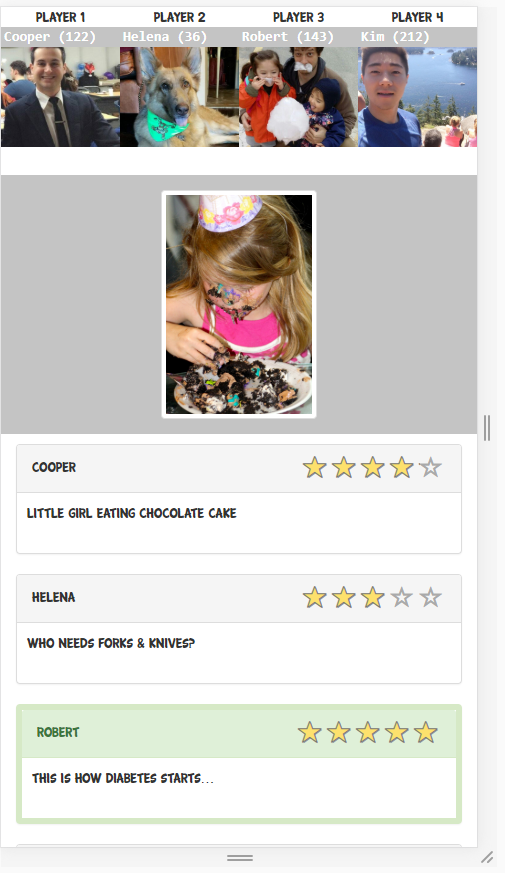 PLAYER 1 PLAYER 2 PLAYER 3 PLAYER 4
Cooper (122) Helena (36) Robert (143) Kim (212)
COOPER
LITTLE GIRL EATING CHOCOLATE CAKE
HELENA
WHO NEEDS FORKS & KNIVES?
ROBERT
THIS IS HOW DIABETES STARTS...